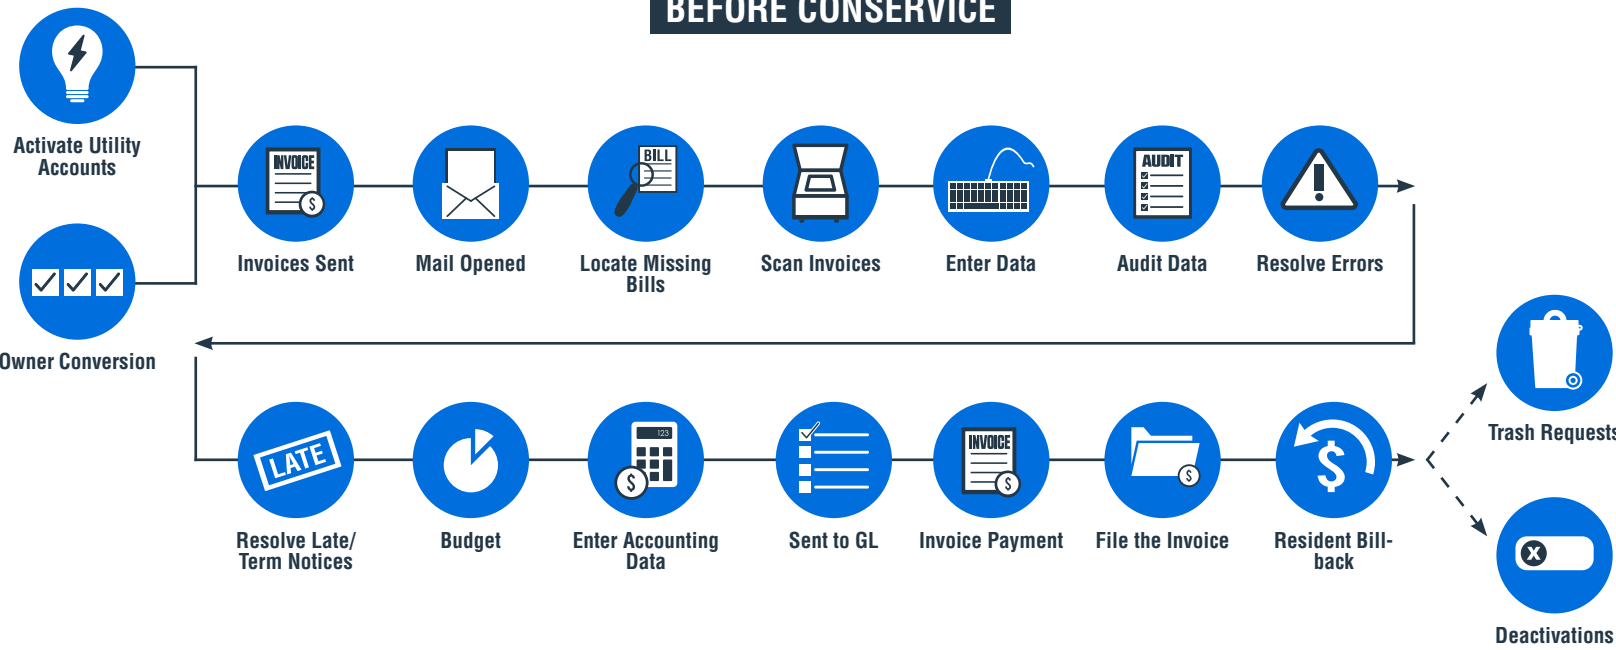 BEFORE CONSERVICE
Activate Utility
Accounts
INVOICE
$
BILL
AUDIT
Invoices Sent
Mail Opened
Locate Missing
Bills
Scan Invoices
Enter Data
Audit Data
Resolve Errors
Owner Conversion
LATE
123
$
INVOICE
$
$
$
Trash Requests
Resolve Late/
Term Notices
Budget
Enter Accounting
Data
Sent to GL
Invoice Payment
File the Invoice
Resident Bill-
back
X
Deactivations